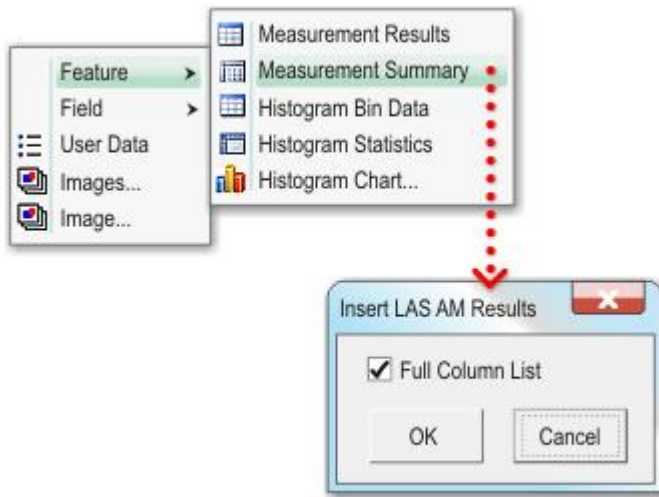 Feature
Field
User Data
Images...
Image...
Measurement Results
Measurement Summary
Histogram Bin Data
Histogram Statistics
Histogram Chart...
Insert LAS AM Results
Full Column List
OK
Cancel